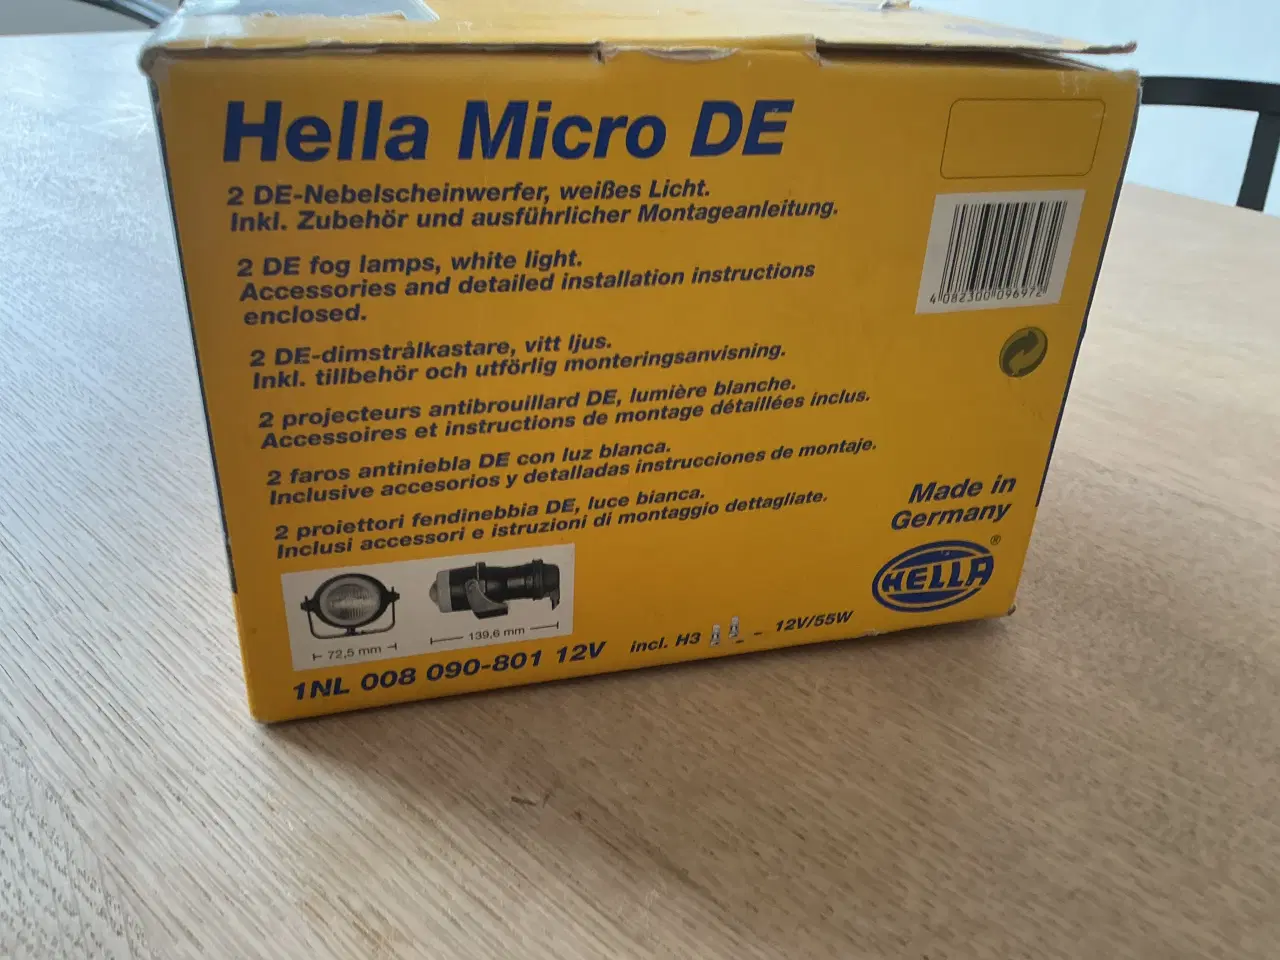 Hella Micro DE
2 DE-Nebelscheinwerfer, weißes Licht.
Inkl. Zubehör und ausführlicher Montageanleitung.
2 DE fog lamps, white light.
Accessories and detailed installation instructions
enclosed.
2 DE-dimstrålkastare, vitt ljus.
Inkl. tillbehör och utförlig monteringsanvisning.
2 projecteurs antibrouillard DE, lumière blanche.
Accessoires et instructions de montage détaillées inclus.
2 faros antiniebla DE con luz blanca.
Inclusive accesorios y detalladas instrucciones de montaje.
2 proiettori fendinebbia DE, luce bianca.
Inclusi accessori e istruzioni di montaggio dettagliate.
72,5 mm
139,6 mm
1NL 008 090-801 12V
incl. H3 - 12V/55W
4 082300 096972
Made in
Germany
HELLA®